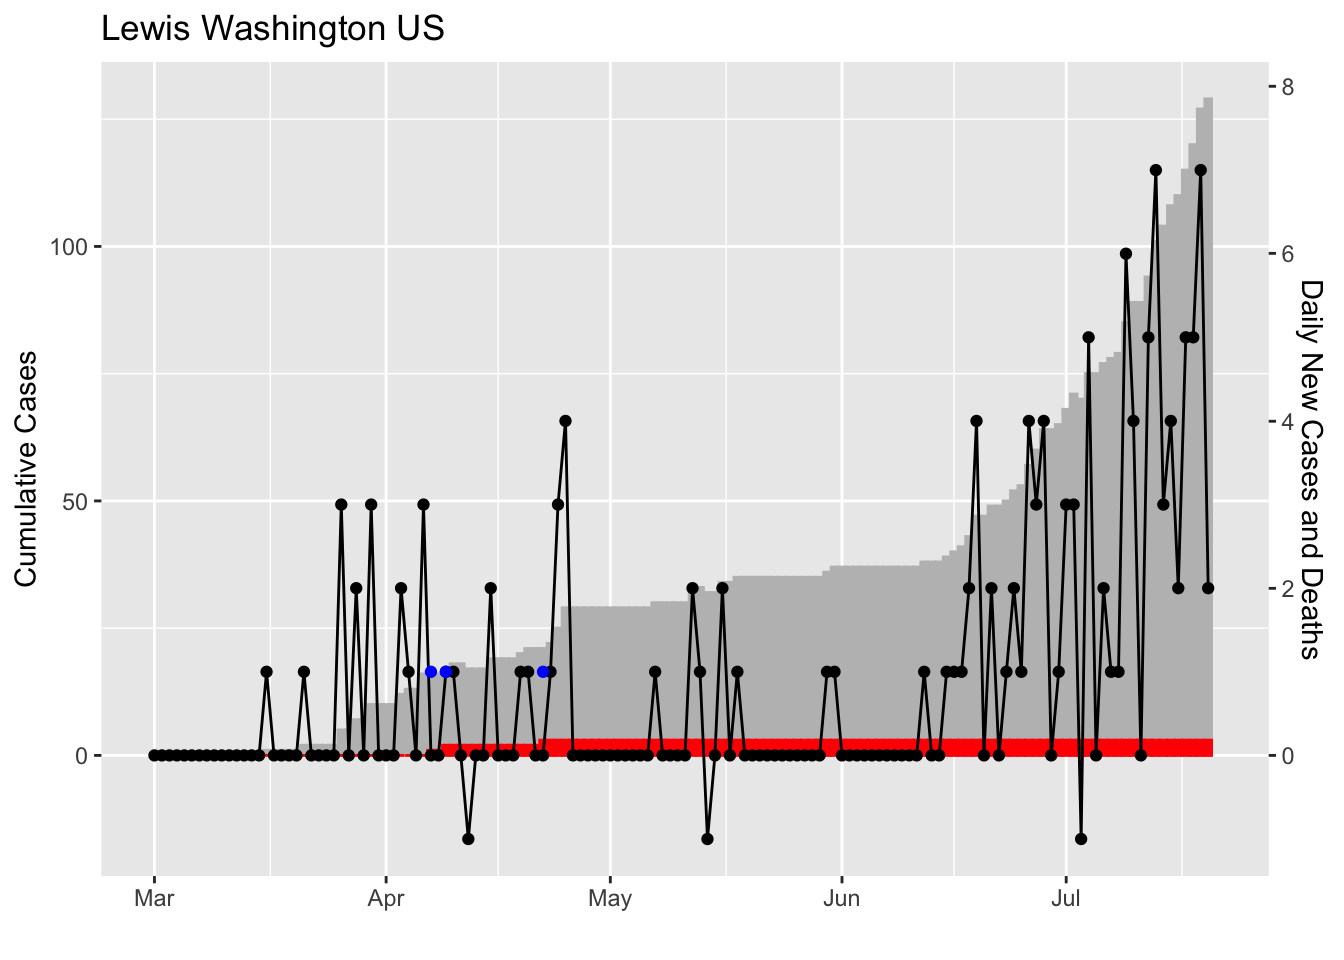 Lewis Washington US
Cumulative Cases
100
50
0
8
6
4
2
0
Daily New Cases and Deaths
Mar
Apr
May
Jun
Jul